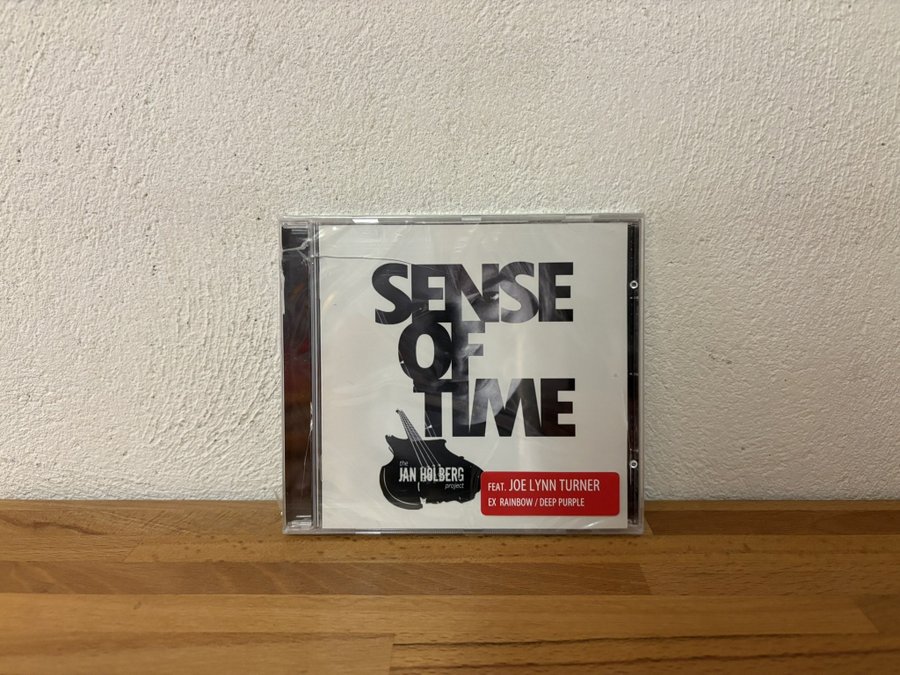 SENSE
OF
TIME
the
JAN HOLBERG
project
FEAT. JOE LYNN TURNER
EX RAINBOW / DEEP PURPLE